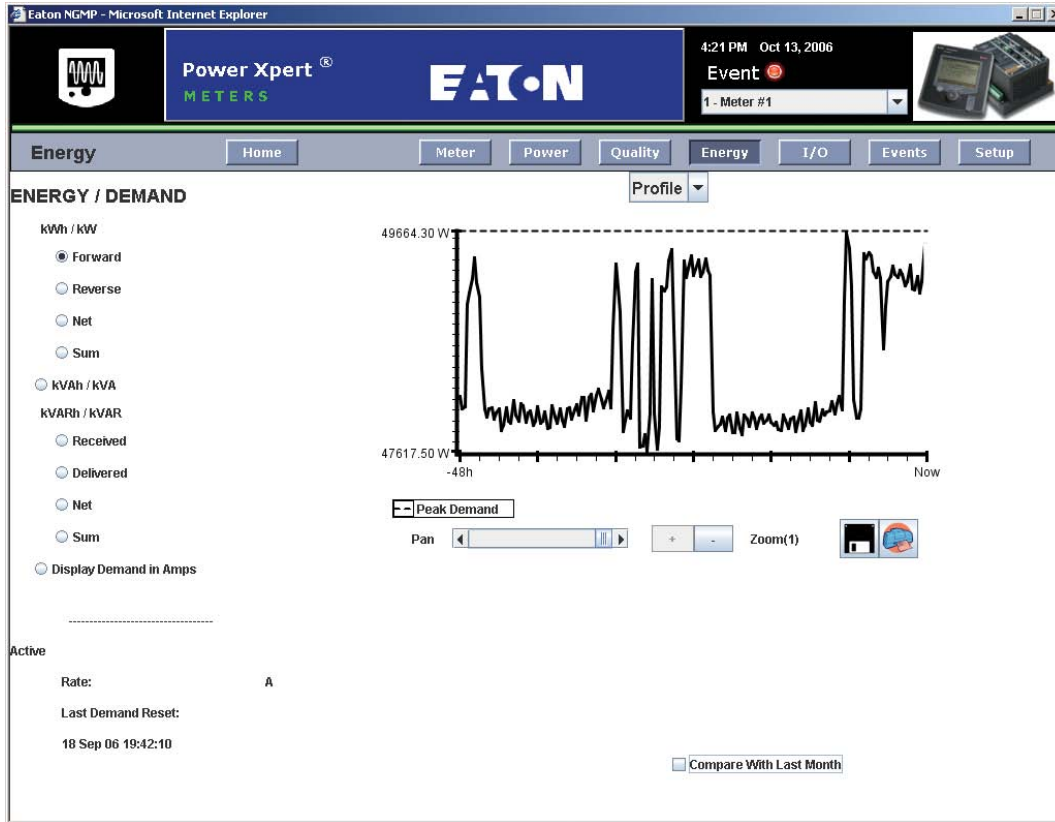 Eaton NGMP - Microsoft Internet Explorer
Power Xpert ®
METERS
EATON
4:21 PM Oct 13, 2006
Event
1 - Meter #1
Energy
Home
Meter
Power
Quality
Energy
I/O
Events
Setup
Profile
ENERGY / DEMAND
kWh / kW
Forward
Reverse
Net
Sum
kVAh / kVA
kVARh / kVAR
Received
Delivered
Net
Sum
Display Demand in Amps
---------------------------------
Active
Rate: A
Last Demand Reset:
18 Sep 06 19:42:10
49664.30 W
47617.50 W
-48h
Now
Peak Demand
Pan
+
-
Zoom(1)
Compare With Last Month